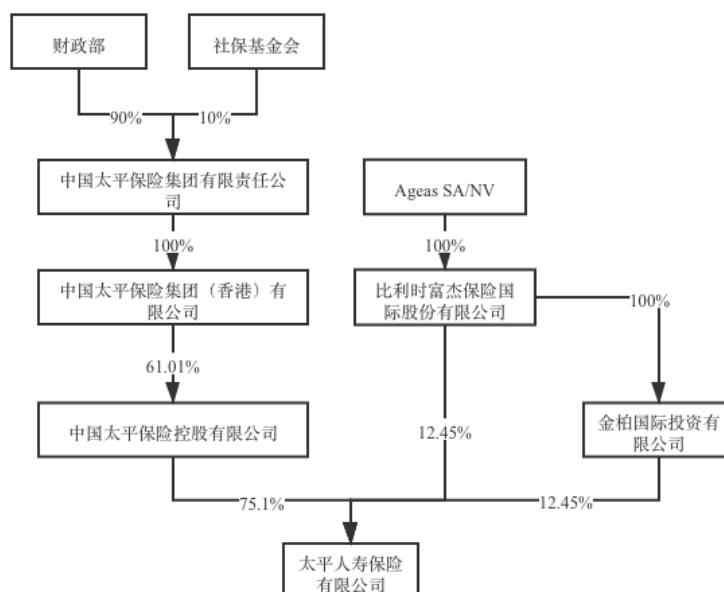 财政部
社保基金会
90%
10%
中国太平保险集团有限责任公
司
Ageas SA/NV
100%
100%
中国太平保险集团（香港）有
限公司
比利时富杰保险国
际股份有限公司
100%
61.01%
中国太平保险控股有限公司
12.45%
金柏国际投资有
限公司
75.1%
12.45%
太平人寿保险
有限公司